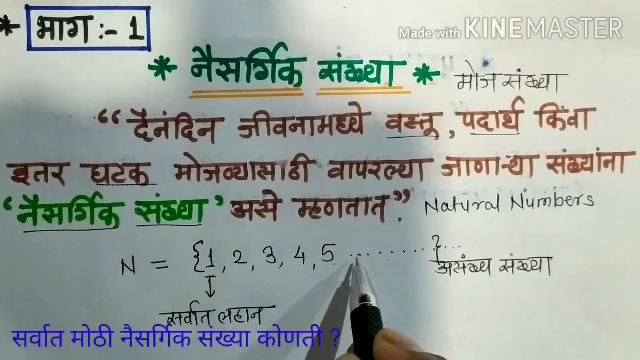 * भाग :- 1
Made with KINEMASTER
* नैसर्गिक संख्या * मोज संख्या
“ दैनंदिन जीवनामध्ये वस्तू, पदार्थ किंवा
इतर घटक मोजव्यासाठी वापरल्या जाणाऱ्या संख्यांना
‘नैसर्गिक संख्या’ असे म्हणतात.” Natural Numbers
N = {1, 2, 3, 4, 5 ............}...
असंख्य संख्या
सर्वात लहान
सर्वात मोठी नैसर्गिक संख्या कोणती ?